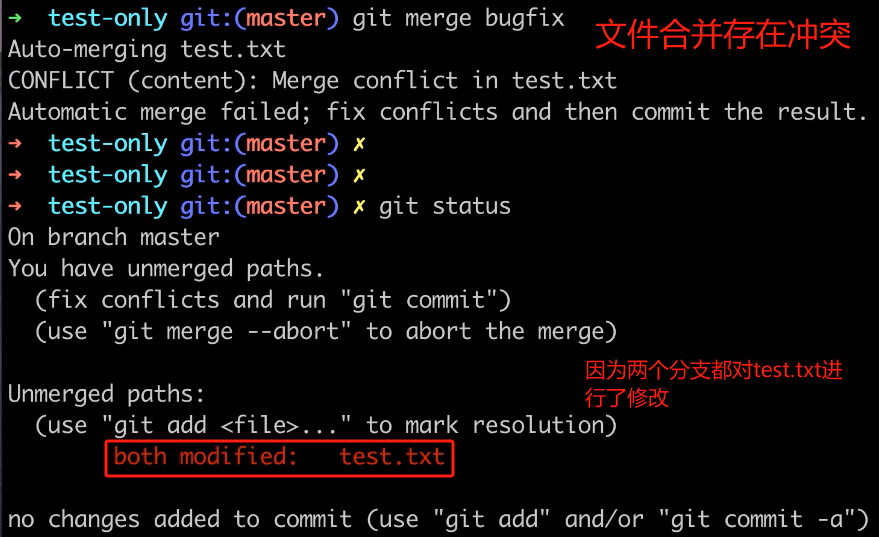 ➜  test-only git:(master) git merge bugfix
文件合并存在冲突
Auto-merging test.txt
CONFLICT (content): Merge conflict in test.txt
Automatic merge failed; fix conflicts and then commit the result.
➜  test-only git:(master) ✗
➜  test-only git:(master) ✗
➜  test-only git:(master) ✗ git status
On branch master
You have unmerged paths.
  (fix conflicts and run "git commit")
  (use "git merge --abort" to abort the merge)
因为两个分支都对test.txt进
行了修改
Unmerged paths:
  (use "git add <file>..." to mark resolution)
        both modified:   test.txt
no changes added to commit (use "git add" and/or "git commit -a")